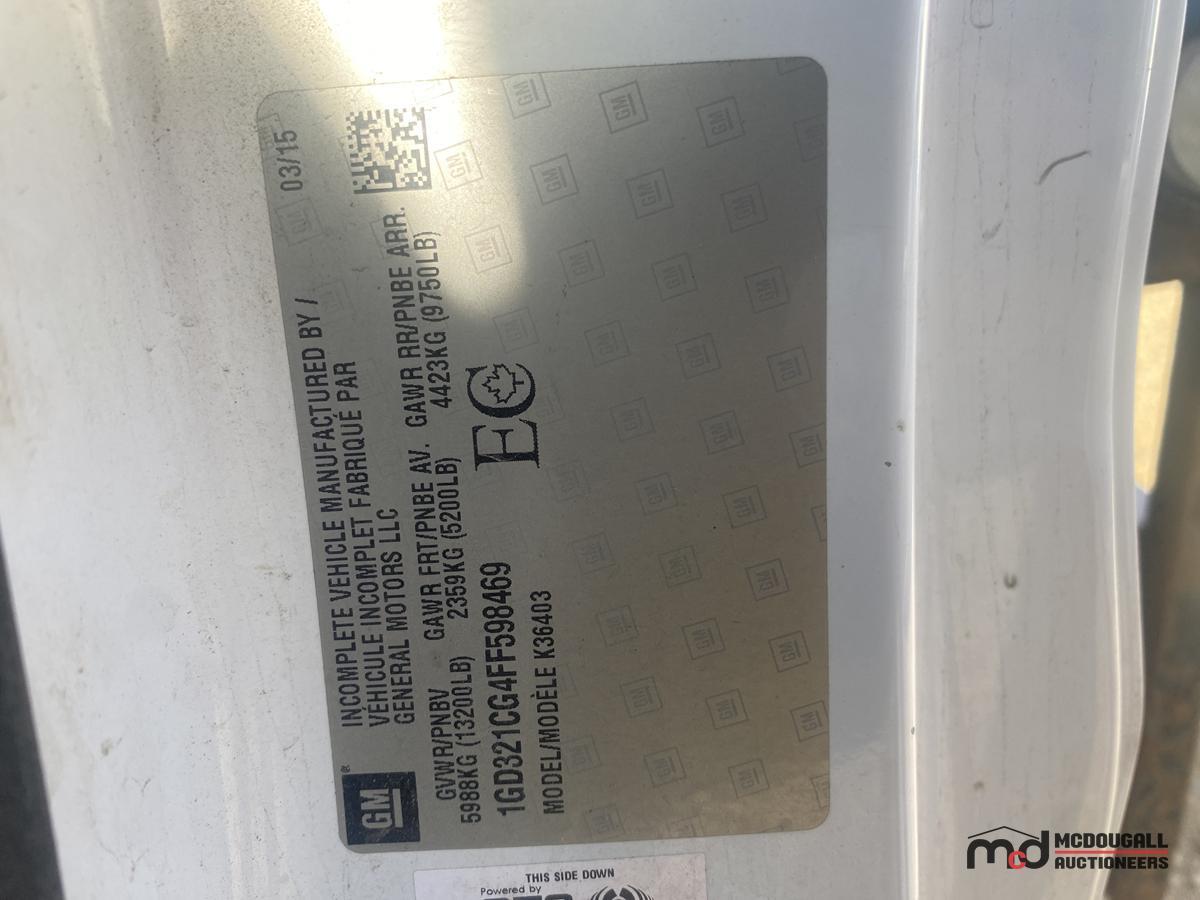 GM
INCOMPLETE VEHICLE MANUFACTURED BY / 03/15
VÉHICULE INCOMPLET FABRIQUÉ PAR
GENERAL MOTORS LLC
GVWR/PNBV GAWR FRT/PNBE AV. GAWR RR/PNBE ARR.
5988KG (13200LB) 2359KG (5200LB) 4423KG (9750LB)
1GD321CG4FF598469
MODEL/MODÈLE K36403
THIS SIDE DOWN
Powered by
mcd MCDOUGALL
AUCTIONEERS